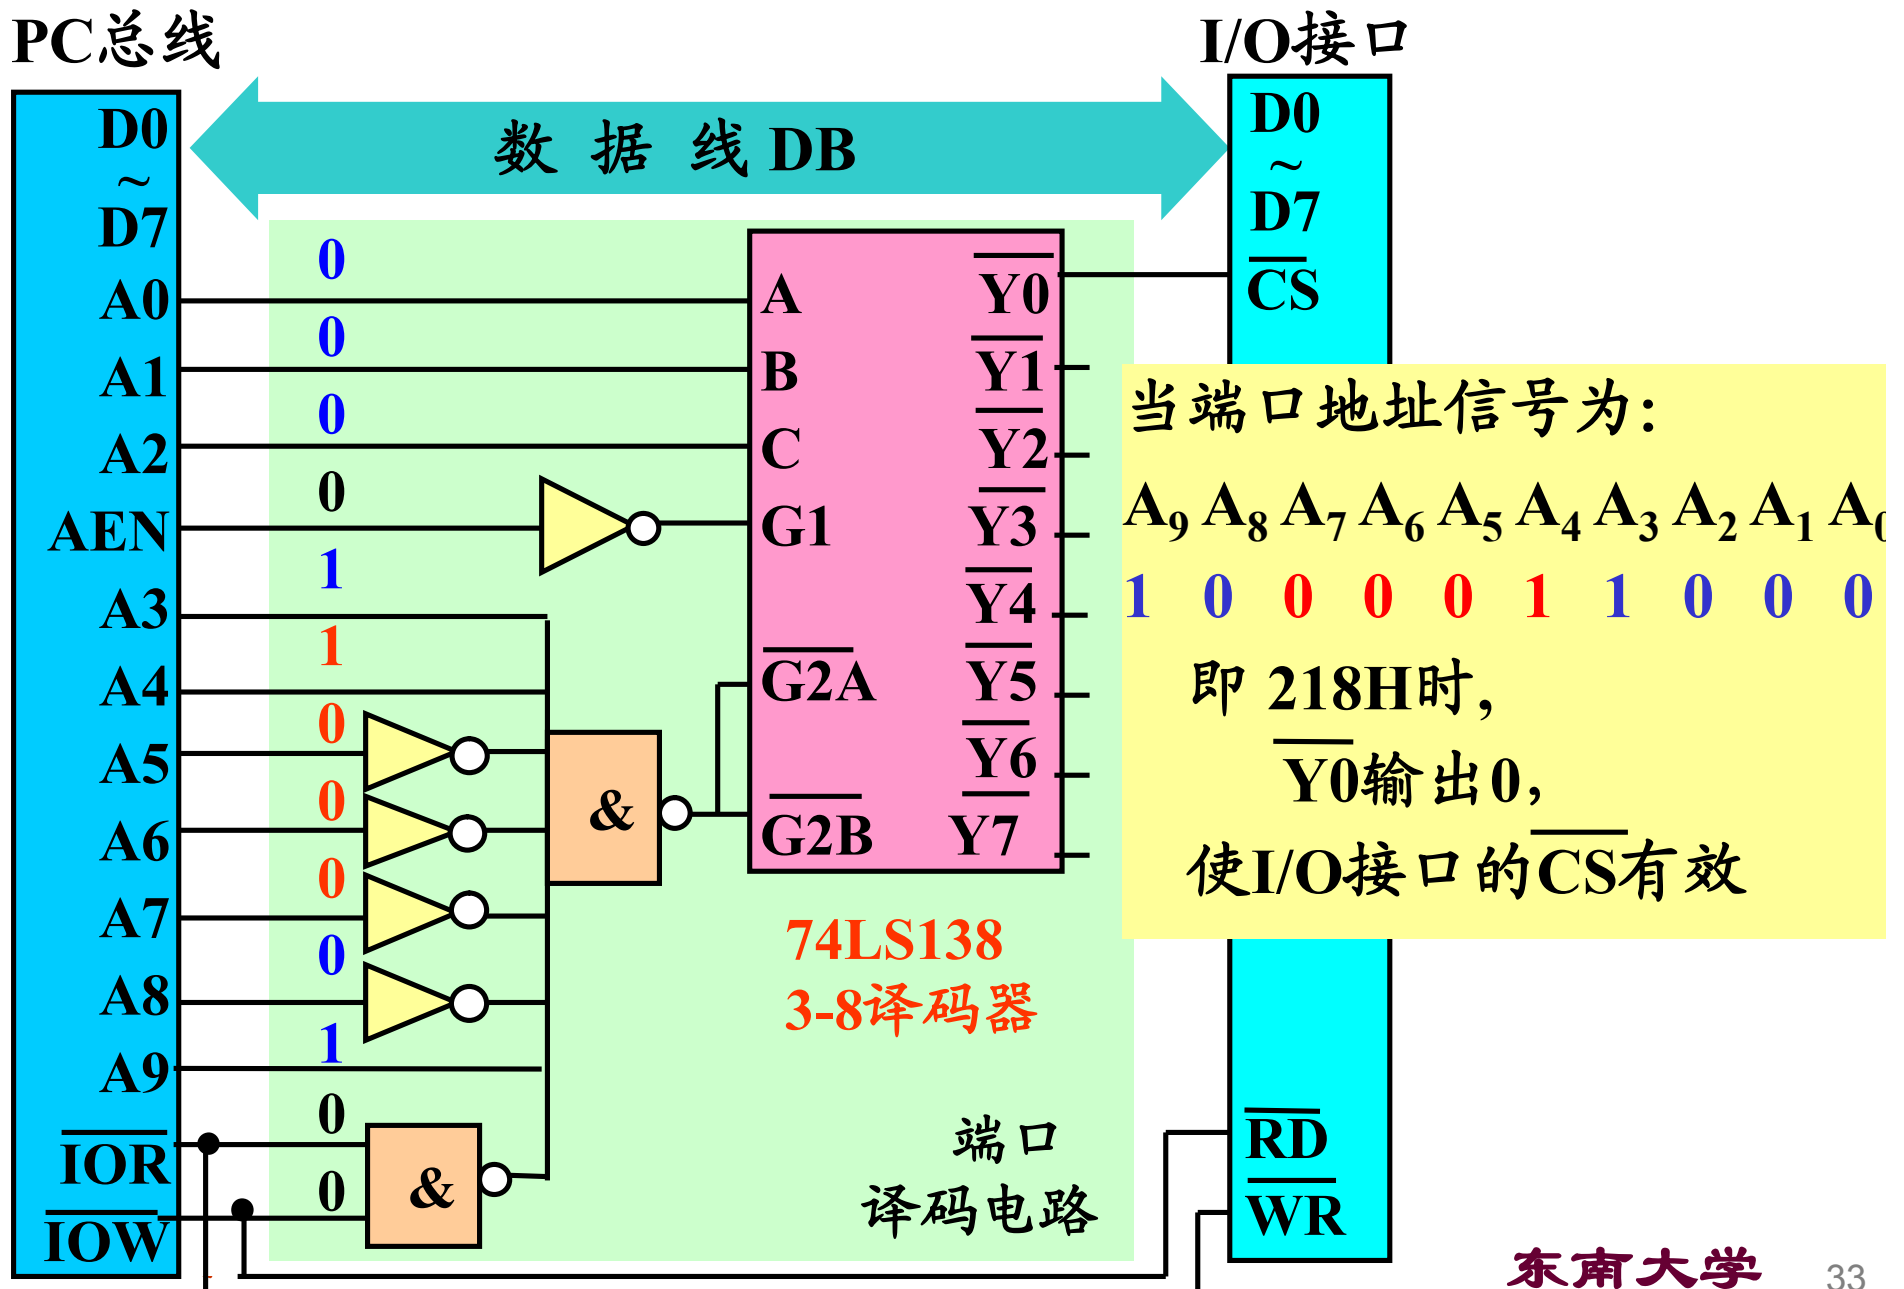 PC总线
I/O接口
D0
~
D7
A0
A1
A2
AEN
A3
A4
A5
A6
A7
A8
A9
IOR
IOW
数 据 线 DB
0
0
0
0
1
1
0
0
0
0
1
0
0
&
&
A
B
C
G1
G2A
G2B
Y0
Y1
Y2
Y3
Y4
Y5
Y6
Y7
74LS138
3-8译码器
端口
译码电路
D0
~
D7
CS
RD
WR
当端口地址信号为:
A9 A8 A7 A6 A5 A4 A3 A2 A1 A0
1 0 0 0 0 1 1 0 0 0
即 218H时,
Y0输出0,
使I/O接口的CS有效
东南大学
33